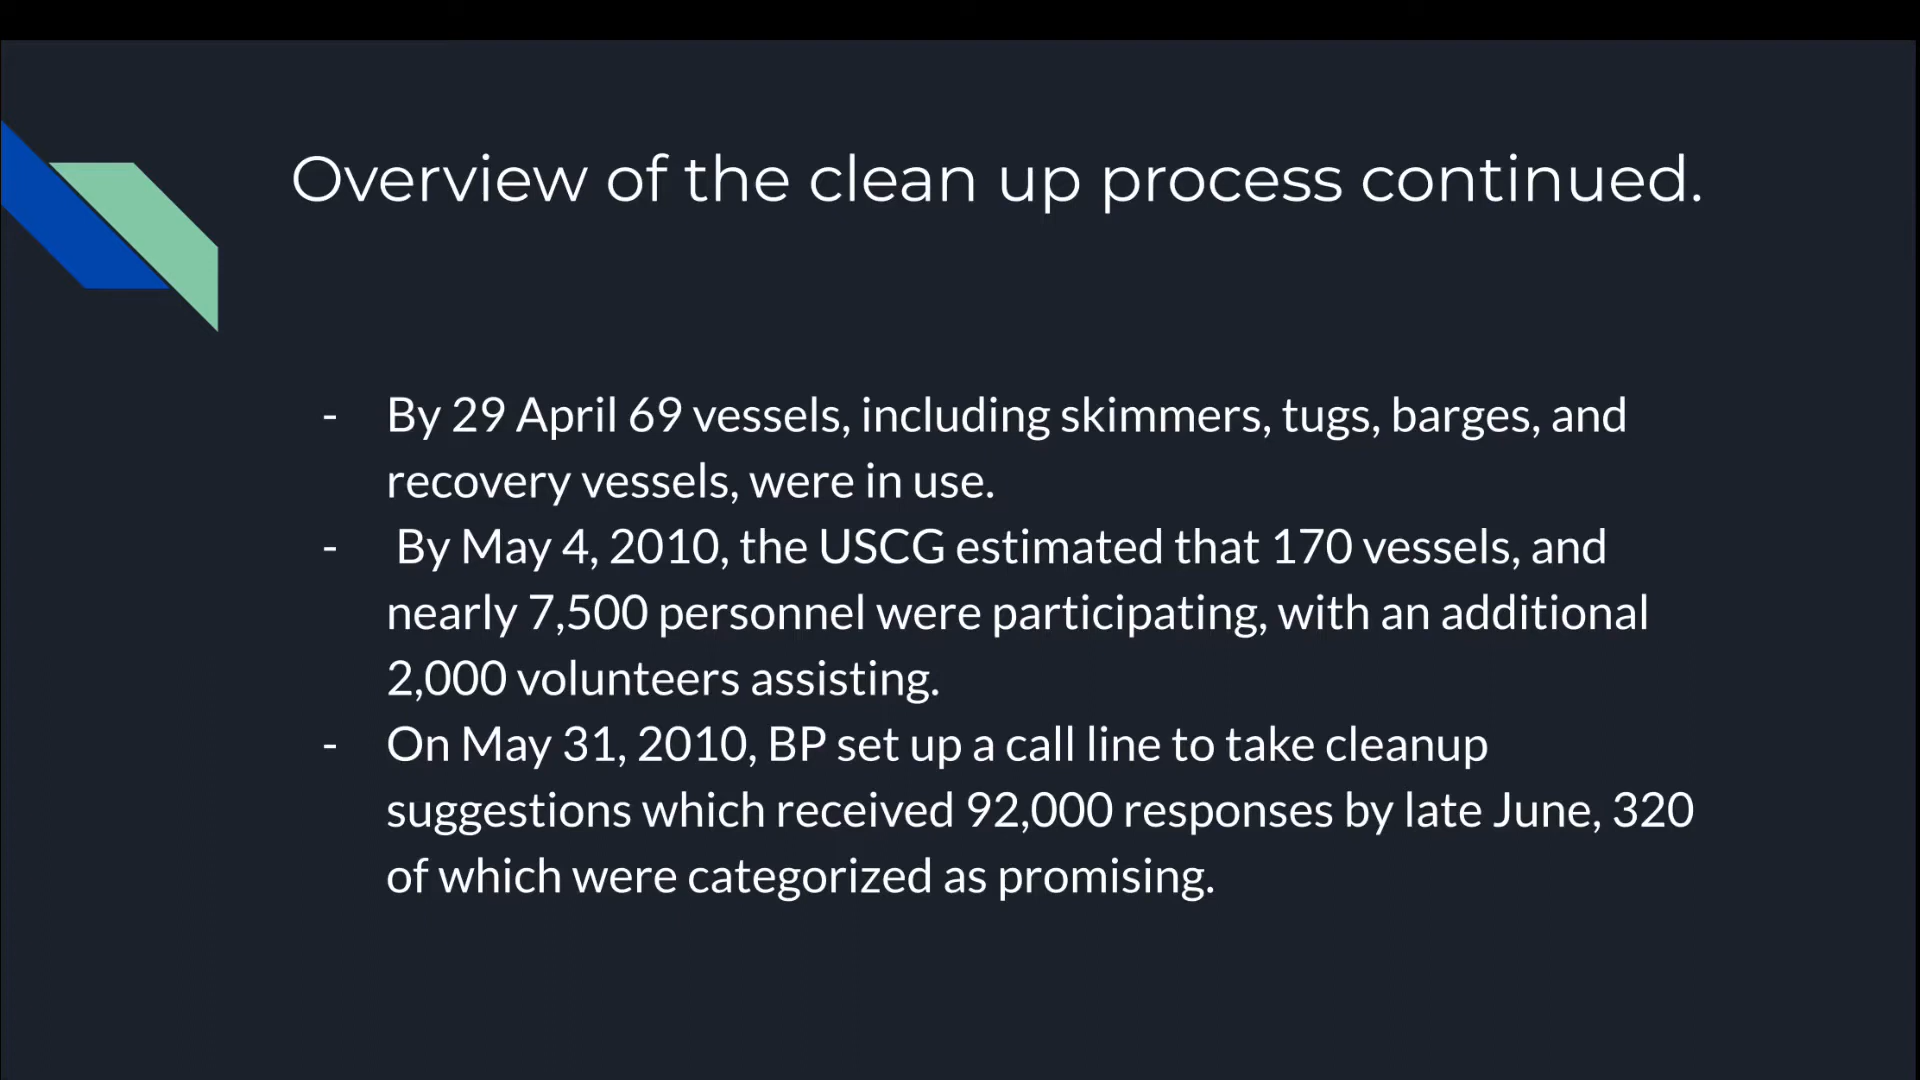 Overview of the clean up process continued.
- By 29 April 69 vessels, including skimmers, tugs, barges, and
recovery vessels, were in use.
- By May 4, 2010, the USCG estimated that 170 vessels, and
nearly 7,500 personnel were participating, with an additional
2,000 volunteers assisting.
- On May 31, 2010, BP set up a call line to take cleanup
suggestions which received 92,000 responses by late June, 320
of which were categorized as promising.